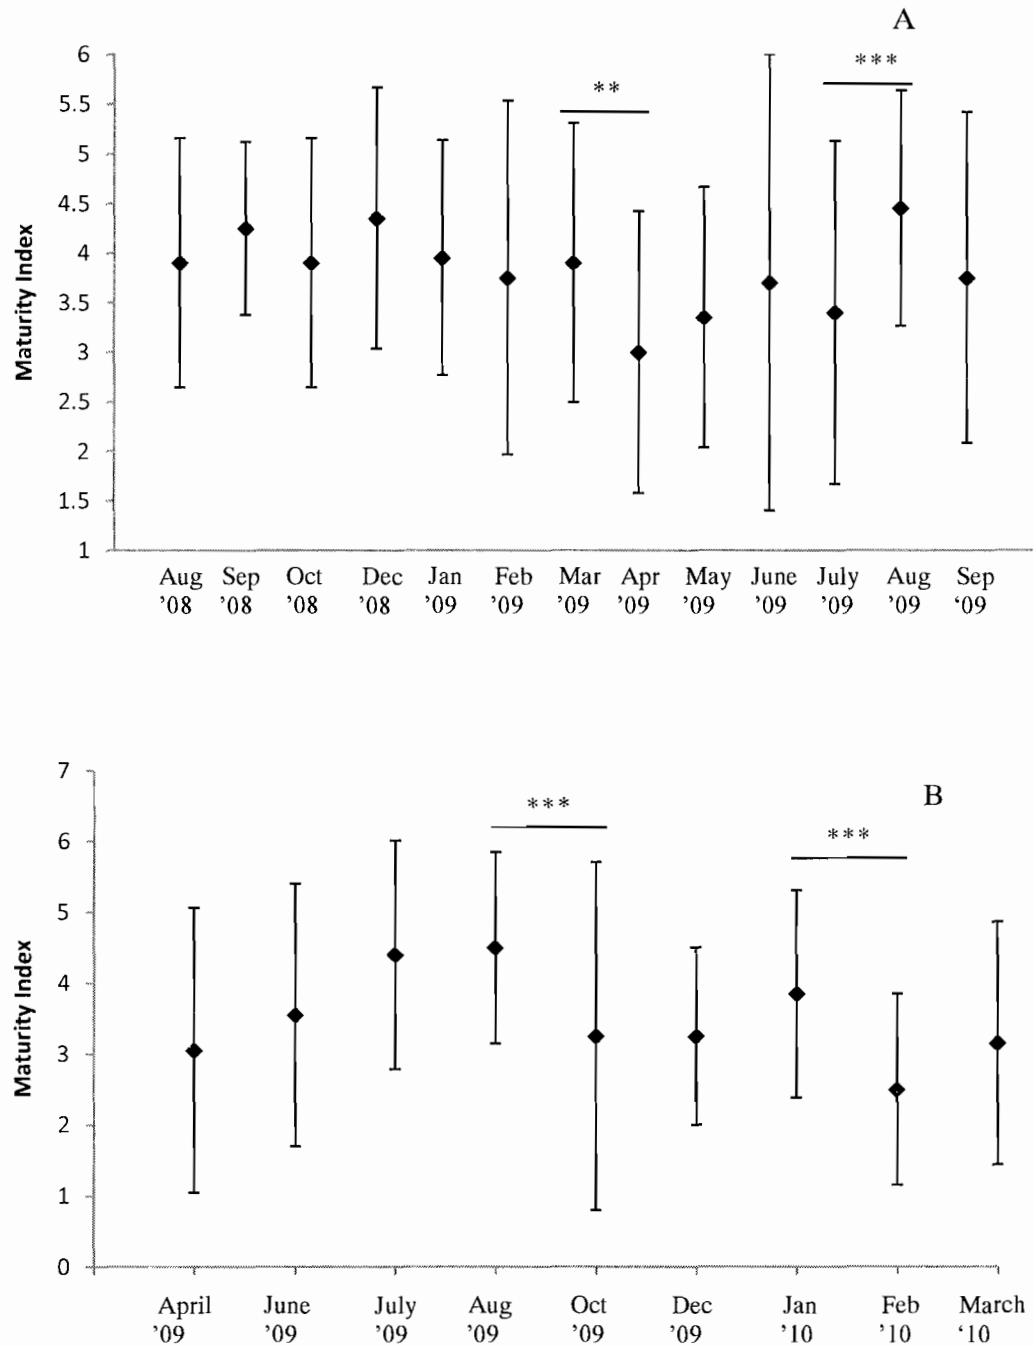 A
***
**
6
5.5
5
4.5
4
3.5
3
2.5
2
1.5
1
Maturity Index
Aug Sep Oct Dec Jan Feb Mar Apr May June July Aug Sep
’08 ’08 ’08 ’08 ’09 ’09 ’09 ’09 ’09 ’09 ’09 ’09 ‘09
B
***
***
7
6
5
4
3
2
1
0
Maturity Index
April June July Aug Oct Dec Jan Feb March
’09 ’09 ’09 ’09 ’09 ’09 ’10 ’10 ‘10